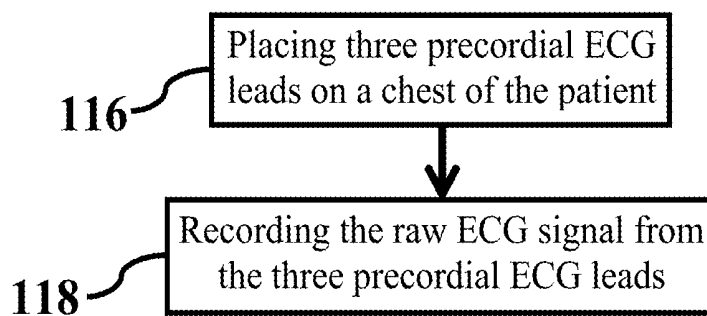 Placing three precordial ECG
leads on a chest of the patient
116
Recording the raw ECG signal from
the three precordial ECG leads
118